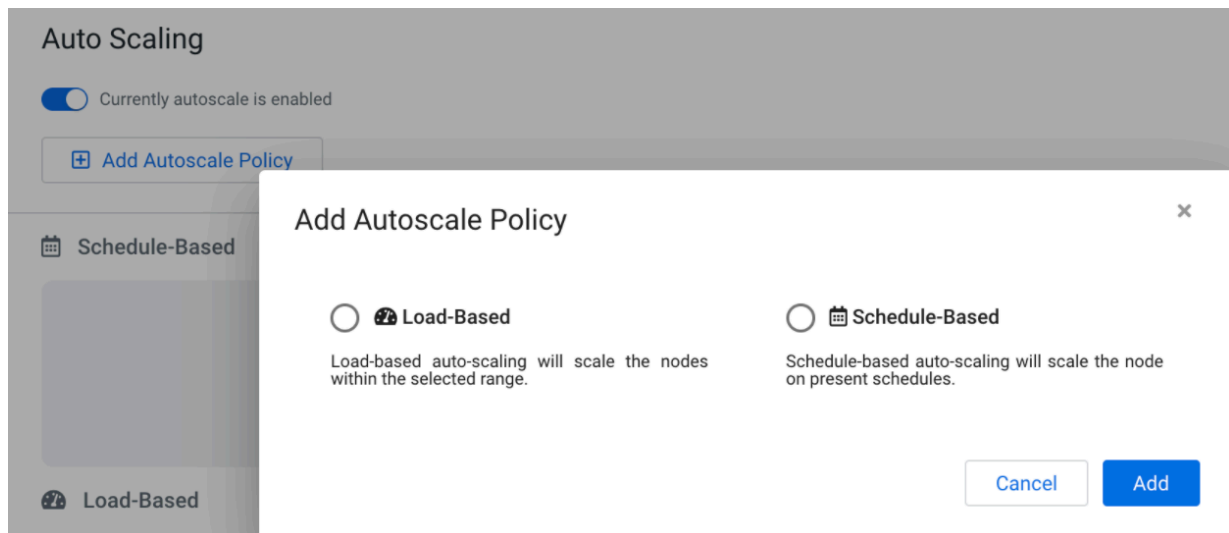 Auto Scaling
Currently autoscale is enabled
Add Autoscale Policy
Add Autoscale Policy
×
Schedule-Based
Load-Based
Schedule-Based
Load-based auto-scaling will scale the nodes
within the selected range.
Schedule-based auto-scaling will scale the node
on present schedules.
Cancel
Add
Load-Based